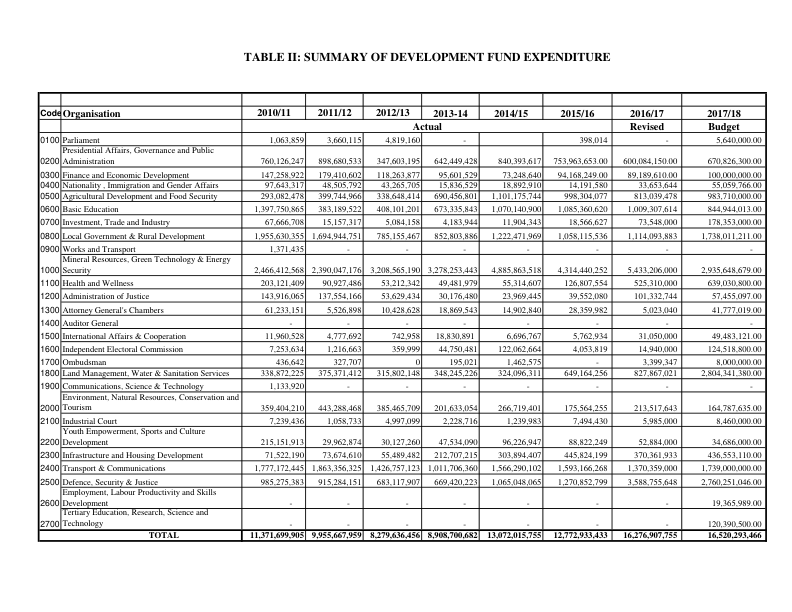 TABLE II: SUMMARY OF DEVELOPMENT FUND EXPENDITURE
Code Organisation 2010/11 2011/12 2012/13 2013-14 2014/15 2015/16 2016/17 2017/18
Actual Revised Budget
0100 Parliament 1,063,859 3,660,115 4,819,160 - 398,014 - 5,640,000.00
Presidential Affairs, Governance and Public
0200 Administration 760,126,247 898,680,533 347,603,195 642,449,428 840,393,617 753,963,653.00 600,084,150.00 670,826,300.00
0300 Finance and Economic Development 147,258,922 179,410,602 118,263,877 95,601,529 73,248,640 94,168,249.00 89,189,610.00 100,000,000.00
0400 Nationality , Immigration and Gender Affairs 97,643,317 48,505,792 43,265,705 15,836,529 18,892,910 14,191,580 33,653,644 55,059,766.00
0500 Agricultural Development and Food Security 293,082,478 399,744,966 338,648,414 690,456,801 1,101,175,744 998,304,077 813,039,478 983,710,000.00
0600 Basic Education 1,397,750,865 383,189,522 408,101,201 673,335,843 1,070,140,900 1,085,360,620 1,009,307,614 844,944,013.00
0700 Investment, Trade and Industry 67,666,708 15,157,317 5,084,158 4,183,944 11,904,343 18,566,627 73,548,000 178,353,000.00
0800 Local Government & Rural Development 1,955,630,355 1,694,944,751 785,155,467 852,803,886 1,222,471,969 1,058,115,536 1,114,093,883 1,738,011,211.00
0900 Works and Transport 1,371,435 - - - - - - -
Mineral Resources, Green Technology & Energy
1000 Security 2,466,412,568 2,390,047,176 3,208,565,190 3,278,253,443 4,885,863,518 4,314,440,252 5,433,206,000 2,935,648,679.00
1100 Health and Wellness 203,121,409 90,927,486 53,212,342 49,481,979 55,314,607 126,807,554 525,310,000 639,030,800.00
1200 Administration of Justice 143,916,065 137,554,166 53,629,434 30,176,480 23,969,445 39,552,080 101,332,744 57,455,097.00
1300 Attorney General's Chambers 61,233,151 5,526,898 10,428,628 18,869,543 14,902,840 28,359,982 5,023,040 41,777,019.00
1400 Auditor General - - - - - - - -
1500 International Affairs & Cooperation 11,960,528 4,777,692 742,958 18,830,891 6,696,767 5,762,934 31,050,000 49,483,121.00
1600 Independent Electoral Commission 7,253,634 1,216,663 359,999 44,750,481 122,062,664 4,053,819 14,940,000 124,518,800.00
1700 Ombudsman 436,642 327,707 0 195,021 1,462,575 - 3,399,347 8,000,000.00
1800 Land Management, Water & Sanitation Services 338,872,225 375,371,412 315,802,148 348,245,226 324,096,311 649,164,256 827,867,021 2,804,341,380.00
1900 Communications, Science & Technology 1,133,920 - - - - - - -
Environment, Natural Resources, Conservation and
2000 Tourism 359,404,210 443,288,468 385,465,709 201,633,054 266,719,401 175,564,255 213,517,643 164,787,635.00
2100 Industrial Court 7,239,436 1,058,733 4,997,099 2,228,716 1,239,983 7,494,430 5,985,000 8,460,000.00
Youth Empowerment, Sports and Culture
2200 Development 215,151,913 29,962,874 30,127,260 47,534,090 96,226,947 88,822,249 52,884,000 34,686,000.00
2300 Infrastructure and Housing Development 71,522,190 73,674,610 55,489,482 212,707,215 303,894,407 445,824,199 370,361,933 436,553,110.00
2400 Transport & Communications 1,777,172,445 1,863,356,325 1,426,757,123 1,011,706,360 1,566,290,102 1,593,166,268 1,370,359,000 1,739,000,000.00
2500 Defence, Security & Justice 985,275,383 915,284,151 683,117,907 669,420,223 1,065,048,065 1,270,852,799 3,588,755,648 2,760,251,046.00
Employment, Labour Productivity and Skills
2600 Development - - - - - - - 19,365,989.00
Tertiary Education, Research, Science and
2700 Technology - - - - - - - 120,390,500.00
TOTAL 11,371,699,905 9,955,667,959 8,279,636,456 8,908,700,682 13,072,015,755 12,772,933,433 16,276,907,755 16,520,293,466